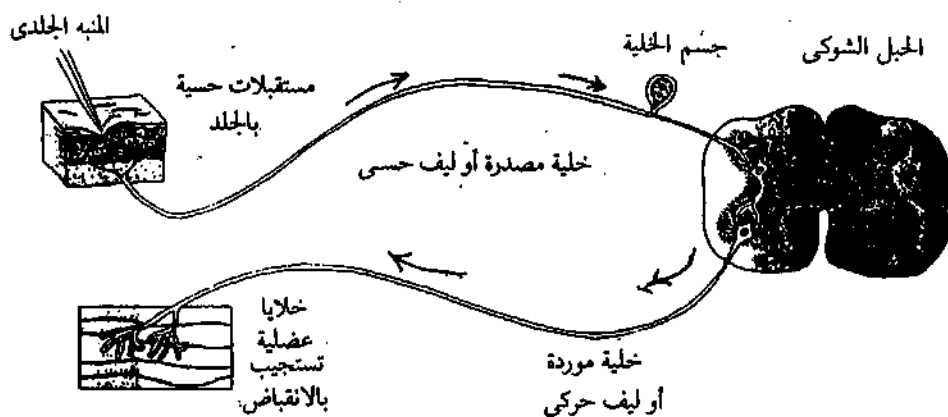 الحبل الشوكى
جسم الخلية
المنبه الجلدى
مستقبلات حسية
بالجلد
خلية مصدرة أو ليف حسى
خلايا
عضلية
تستجيب
بالانقباض
خلية موردة
أو ليف حركى